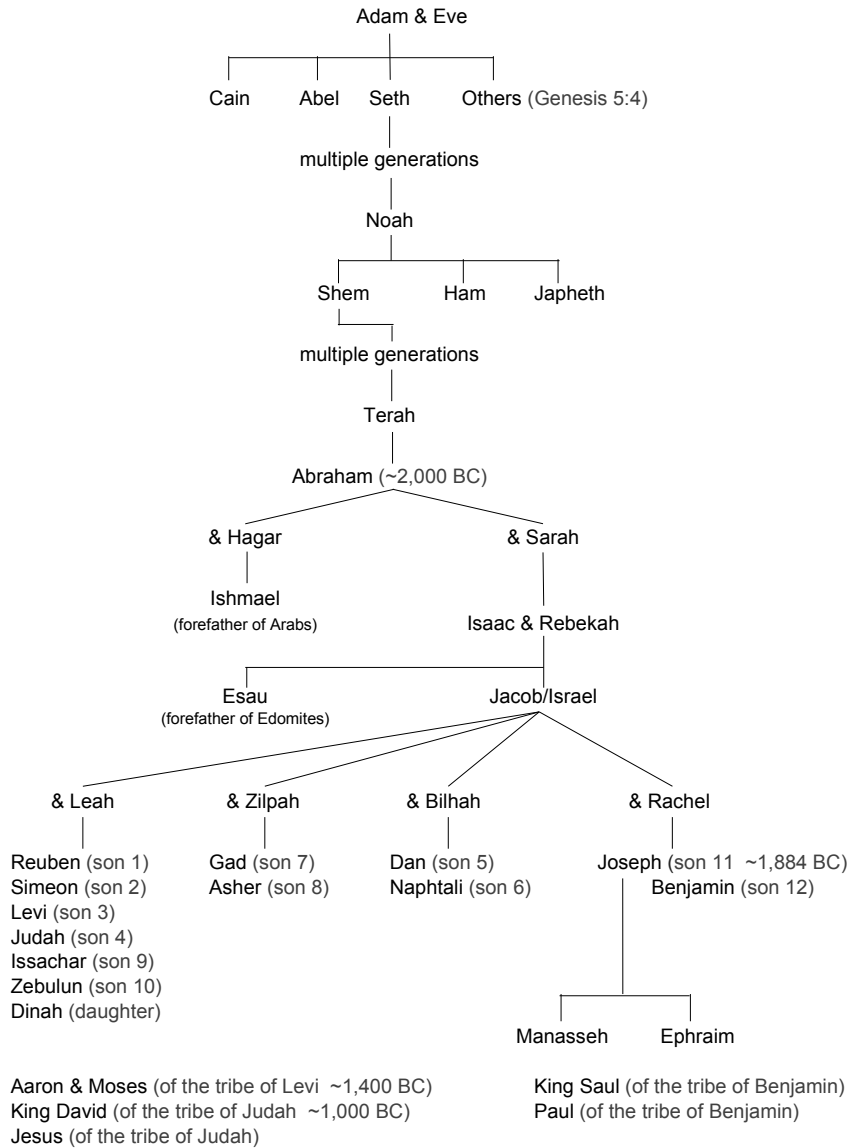 Adam & Eve
Cain Abel Seth Others (Genesis 5:4)
multiple generations
Noah
Shem Ham Japheth
multiple generations
Terah
Abraham (~2,000 BC)
& Hagar & Sarah
Ishmael
(forefather of Arabs)
Isaac & Rebekah
Esau
(forefather of Edomites)
Jacob/Israel
& Leah & Zilpah & Bilhah & Rachel
Reuben (son 1) Gad (son 7) Dan (son 5) Joseph (son 11 ~1,884 BC)
Simeon (son 2) Asher (son 8) Naphtali (son 6) Benjamin (son 12)
Levi (son 3)
Judah (son 4)
Issachar (son 9)
Zebulun (son 10)
Dinah (daughter)
Manasseh Ephraim
Aaron & Moses (of the tribe of Levi ~1,400 BC)
King David (of the tribe of Judah ~1,000 BC)
Jesus (of the tribe of Judah)
King Saul (of the tribe of Benjamin)
Paul (of the tribe of Benjamin)